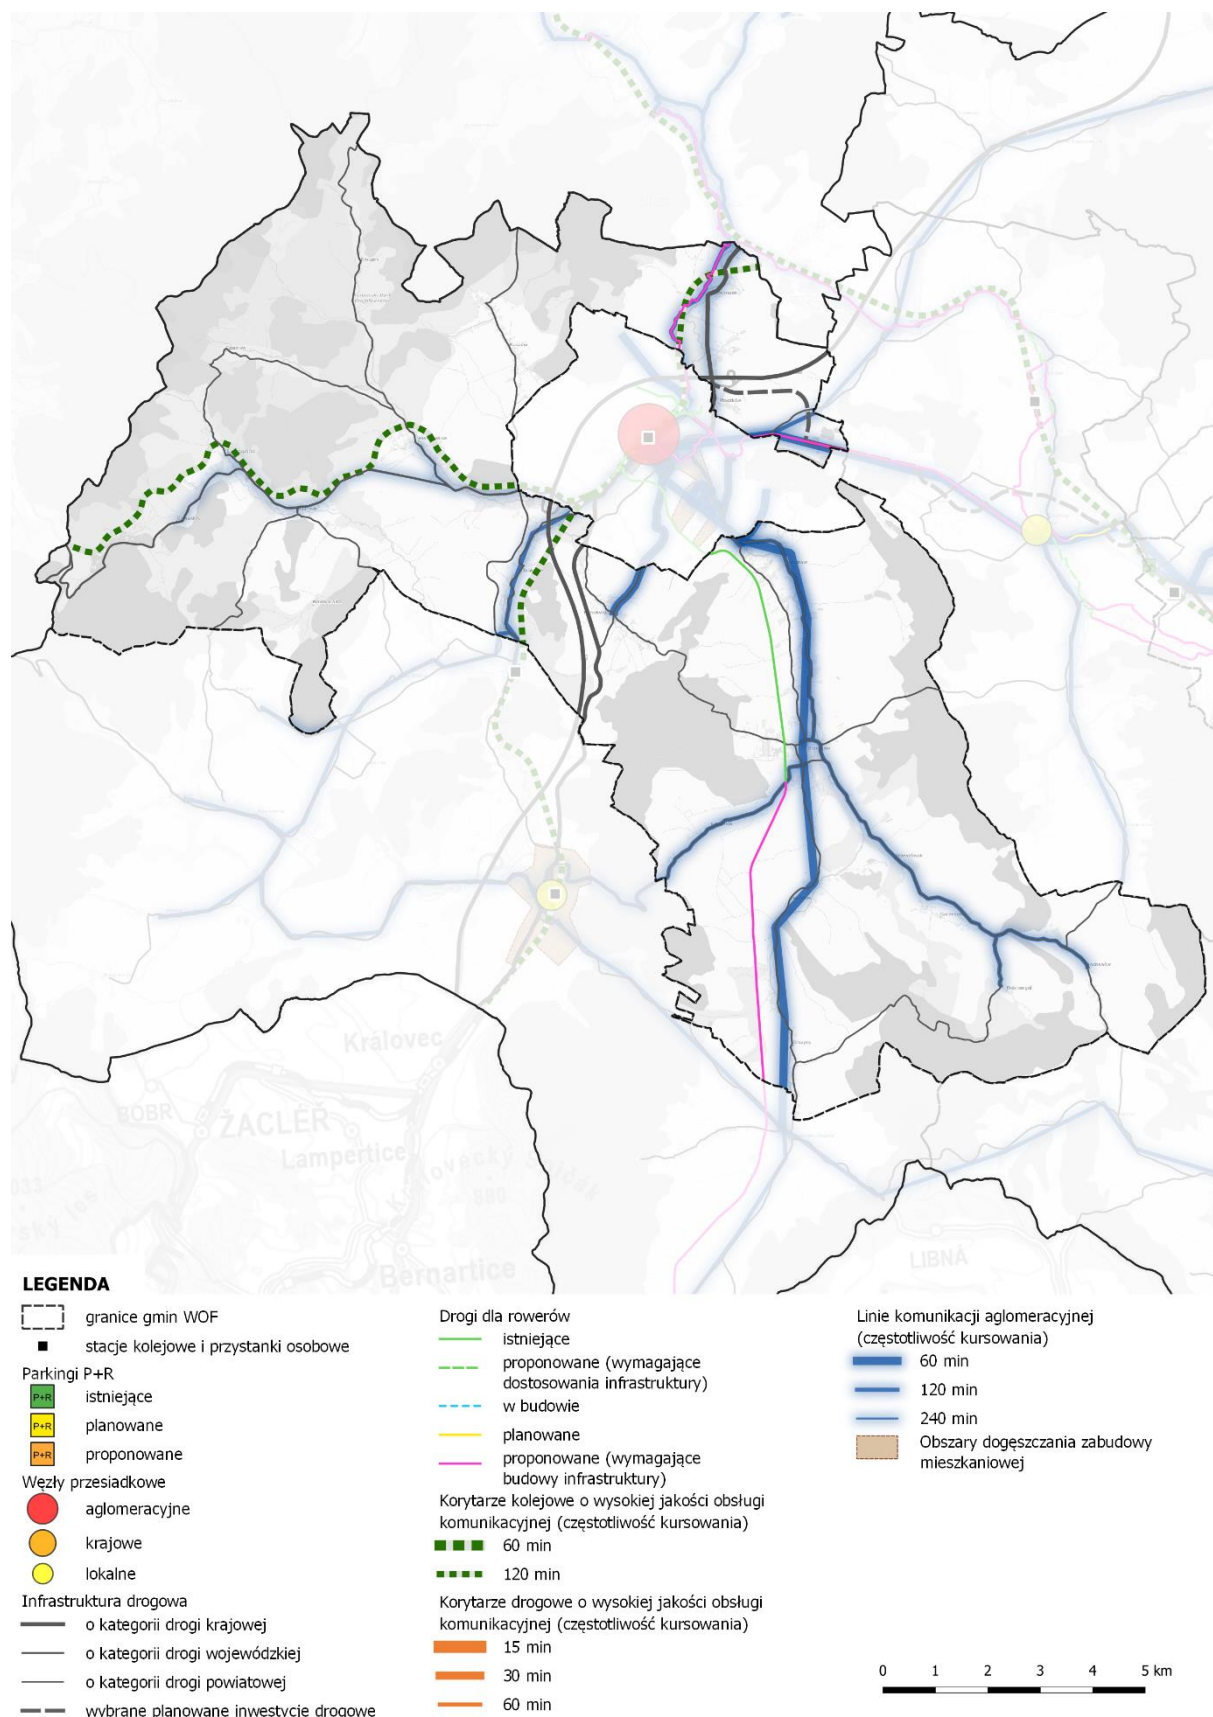 Královec
BOBR
ŽACLÉŘ
Lampertice
Královecký Špičák
880
Bernartice
LIBNÁ
LEGENDA
granice gmin WOF
stacje kolejowe i przystanki osobowe
Parkingi P+R
P+R istniejące
P+R planowane
P+R proponowane
Węzły przesiadkowe
aglomeracyjne
krajowe
lokalne
Infrastruktura drogowa
o kategorii drogi krajowej
o kategorii drogi wojewódzkiej
o kategorii drogi powiatowej
wybrane planowane inwestycje drogowe
Drogi dla rowerów
istniejące
proponowane (wymagające
dostosowania infrastruktury)
w budowie
planowane
proponowane (wymagające
budowy infrastruktury)
Korytarze kolejowe o wysokiej jakości obsługi
komunikacyjnej (częstotliwość kursowania)
60 min
120 min
Korytarze drogowe o wysokiej jakości obsługi
komunikacyjnej (częstotliwość kursowania)
15 min
30 min
60 min
Linie komunikacji aglomeracyjnej
(częstotliwość kursowania)
60 min
120 min
240 min
Obszary dogęszczania zabudowy
mieszkaniowej
0 1 2 3 4 5 km